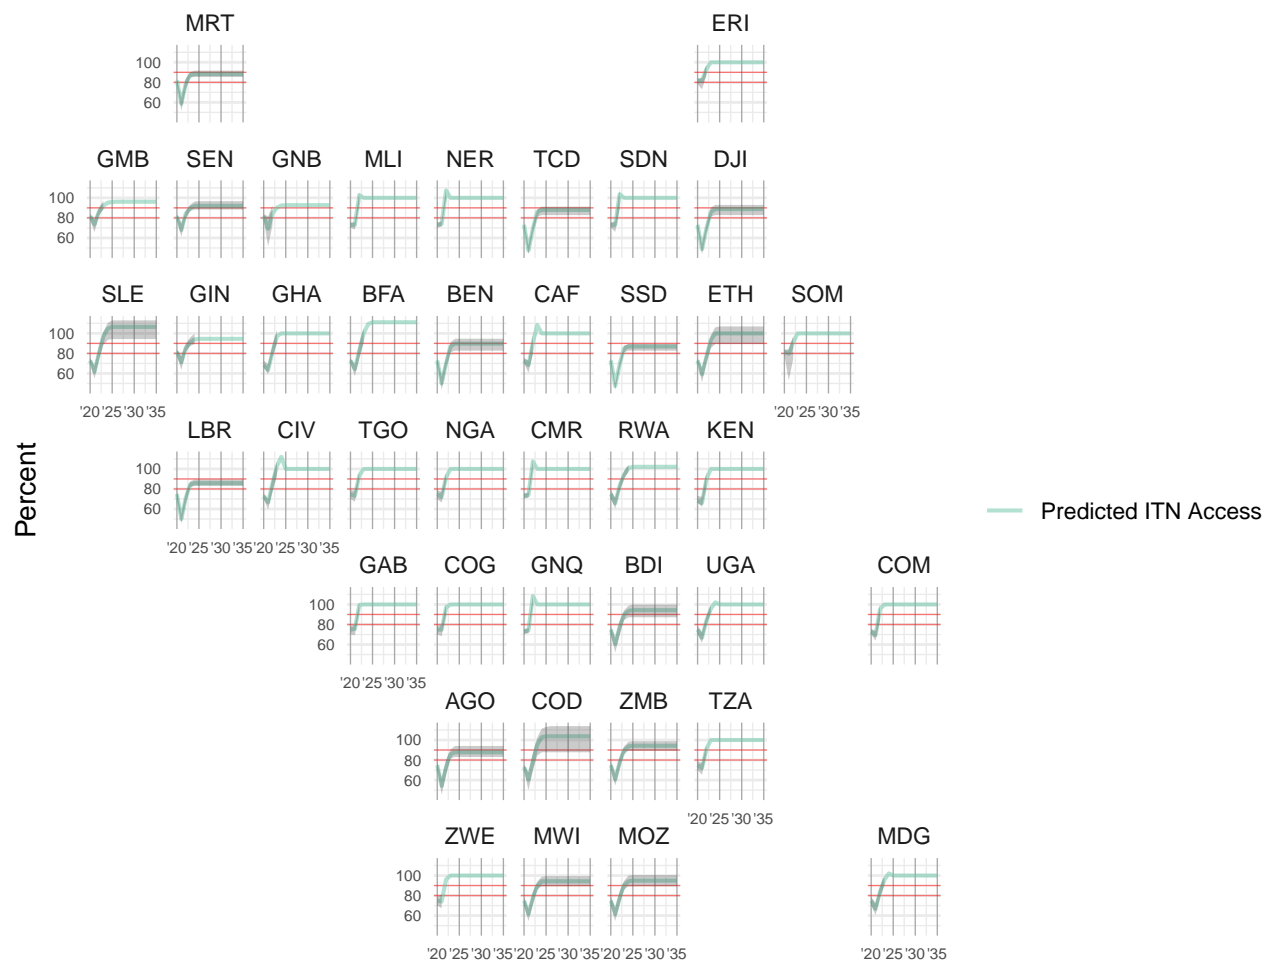 MRT ERI
100
80
60
GMB SEN GNB MLI NER TCD SDN DJI
100
80
60
SLE GIN GHA BFA BEN CAF SSD ETH SOM
100
80
60
'20 '25 '30 '35 '20 '25 '30 '35
LBR CIV TGO NGA CMR RWA KEN
100
80
60
'20 '25 '30 '35 '20 '25 '30 '35
Percent
Predicted ITN Access
GAB COG GNQ BDI UGA COM
100
80
60
'20 '25 '30 '35
AGO COD ZMB TZA
100
80
60
'20 '25 '30 '35
ZWE MWI MOZ MDG
100
80
60
'20 '25 '30 '35 '20 '25 '30 '35 '20 '25 '30 '35 '20 '25 '30 '35